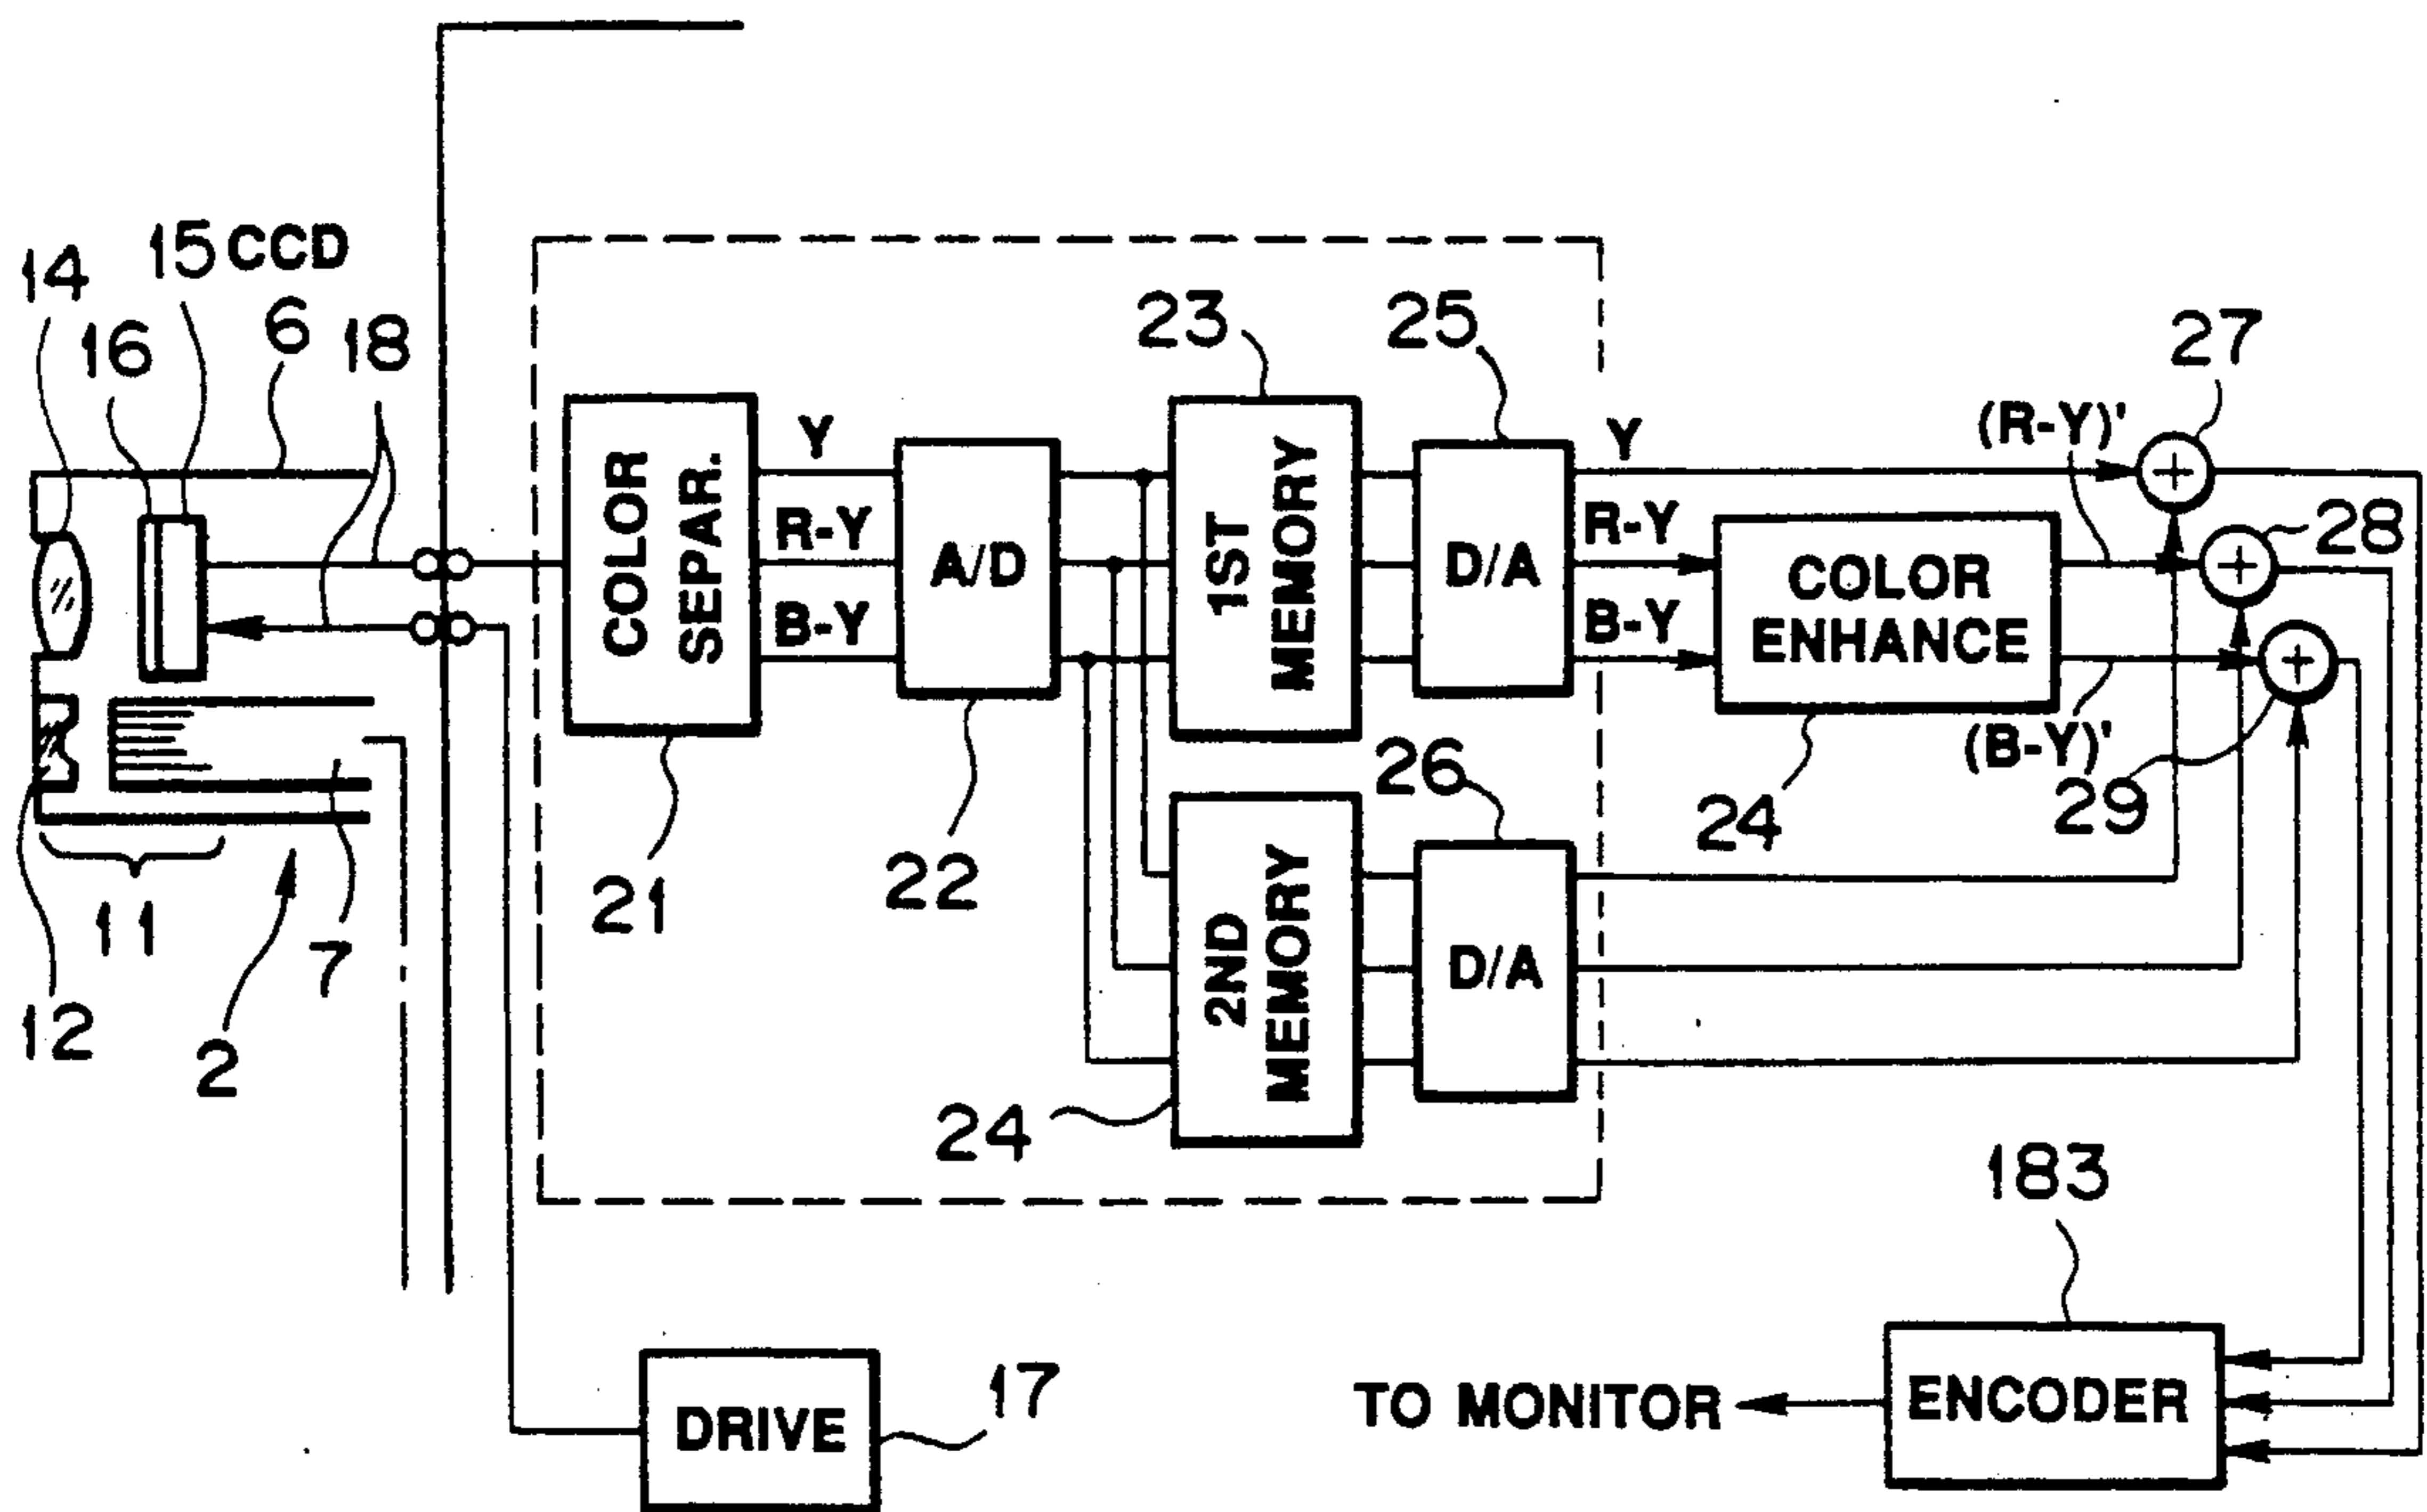 15 CCD
14
6
16
18
23
25
27
Y
Y
(R-Y)'
COLOR
SEPAR.
R-Y
A/D
1ST
MEMORY
D/A
R-Y
28
COLOR
ENHANCE
B-Y
B-Y
(B-Y)'
26
29
24
21
22
11
7
12
2
2ND
MEMORY
D/A
24
183
17
DRIVE
TO MONITOR
ENCODER